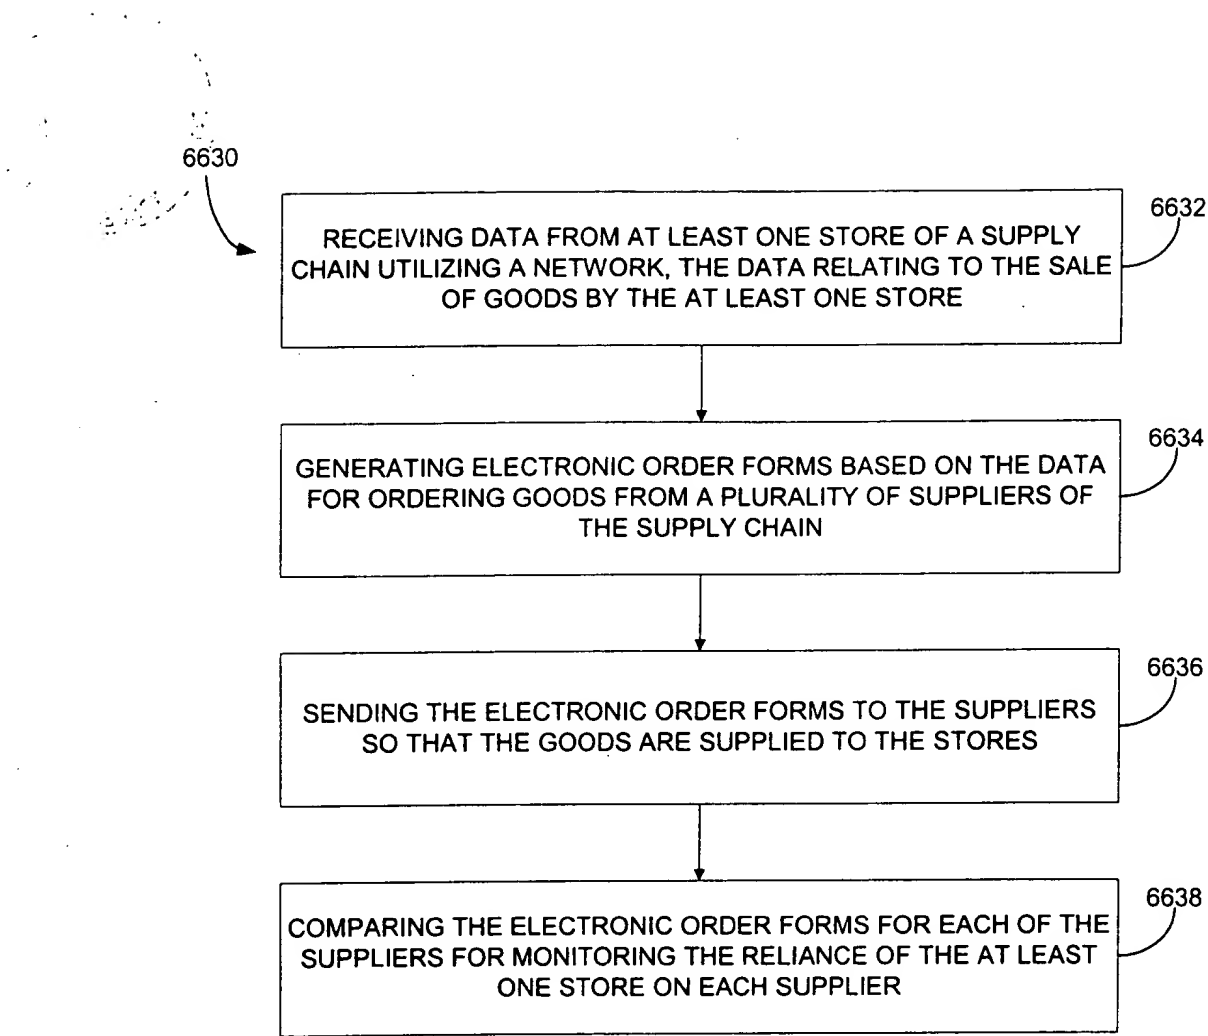 6630
6632
RECEIVING DATA FROM AT LEAST ONE STORE OF A SUPPLY
CHAIN UTILIZING A NETWORK, THE DATA RELATING TO THE SALE
OF GOODS BY THE AT LEAST ONE STORE
6634
GENERATING ELECTRONIC ORDER FORMS BASED ON THE DATA
FOR ORDERING GOODS FROM A PLURALITY OF SUPPLIERS OF
THE SUPPLY CHAIN
6636
SENDING THE ELECTRONIC ORDER FORMS TO THE SUPPLIERS
SO THAT THE GOODS ARE SUPPLIED TO THE STORES
6638
COMPARING THE ELECTRONIC ORDER FORMS FOR EACH OF THE
SUPPLIERS FOR MONITORING THE RELIANCE OF THE AT LEAST
ONE STORE ON EACH SUPPLIER